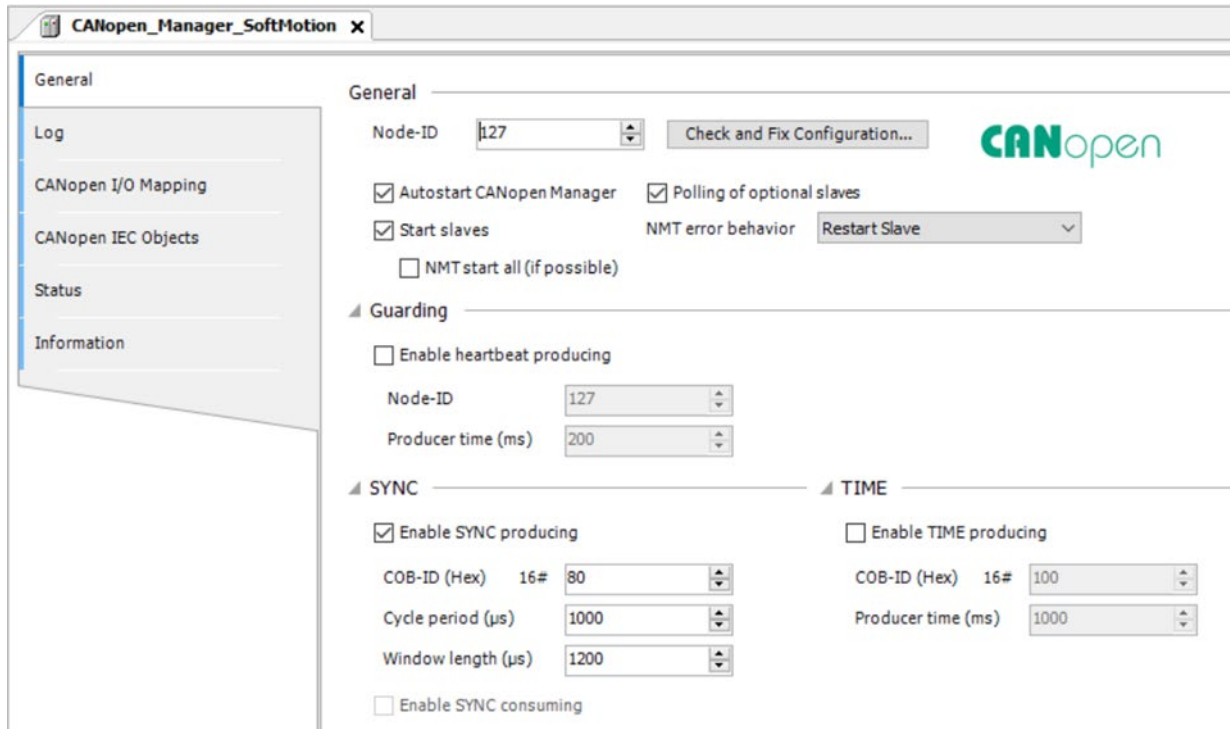 CANopen_Manager_SoftMotion
General
Log
CANopen I/O Mapping
CANopen IEC Objects
Status
Information
General
Node-ID 127 Check and Fix Configuration... CANopen
Autostart CANopen Manager Polling of optional slaves
Start slaves NMT error behavior Restart Slave
NMT start all (if possible)
Guarding
Enable heartbeat producing
Node-ID 127
Producer time (ms) 200
SYNC
Enable SYNC producing
COB-ID (Hex) 16# 80
Cycle period (µs) 1000
Window length (µs) 1200
Enable SYNC consuming
TIME
Enable TIME producing
COB-ID (Hex) 16# 100
Producer time (ms) 1000